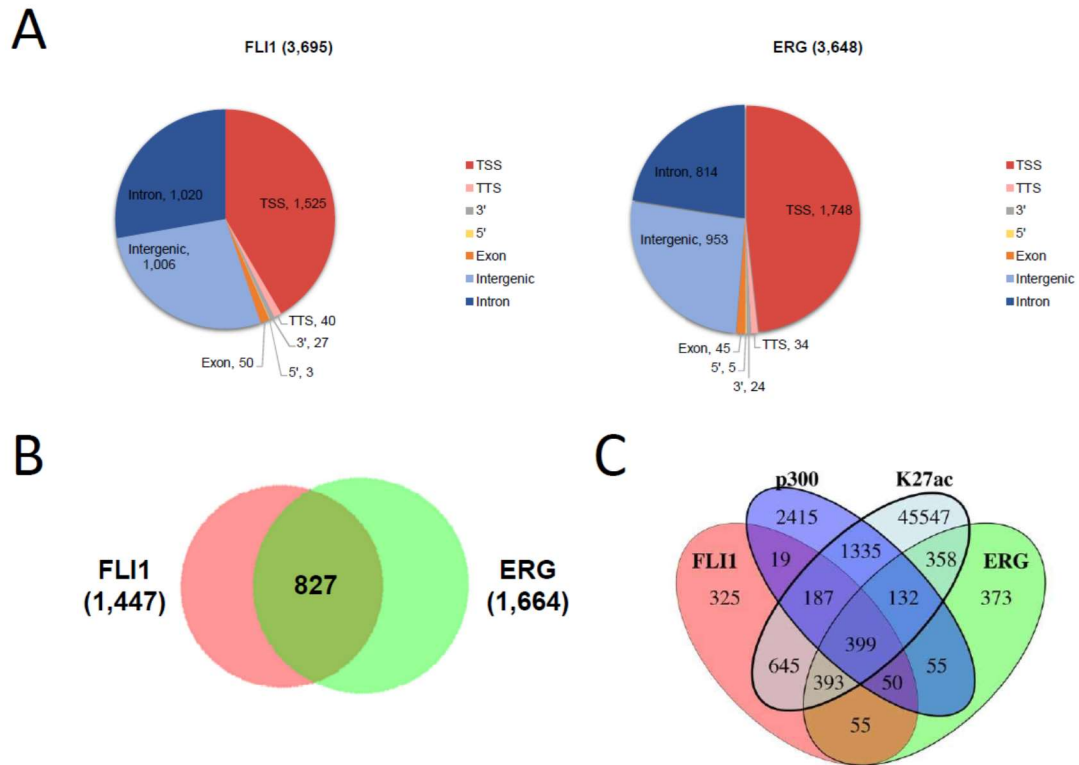 A
FLI1 (3,695)
ERG (3,648)
Intron, 1,020
TSS, 1,525
Intergenic,
1,006
TTS, 40
3', 27
Exon, 50
5', 3
TSS
TTS
3'
5'
Exon
Intergenic
Intron
Intron, 814
TSS, 1,748
Intergenic, 953
Exon, 45
TTS, 34
5', 5
3', 24
TSS
TTS
3'
5'
Exon
Intergenic
Intron
B
FLI1
(1,447)
827
ERG
(1,664)
C
p300
K27ac
2415
45547
FLI1
19
1335
358
ERG
325
187
132
373
399
645
393
50
55
55